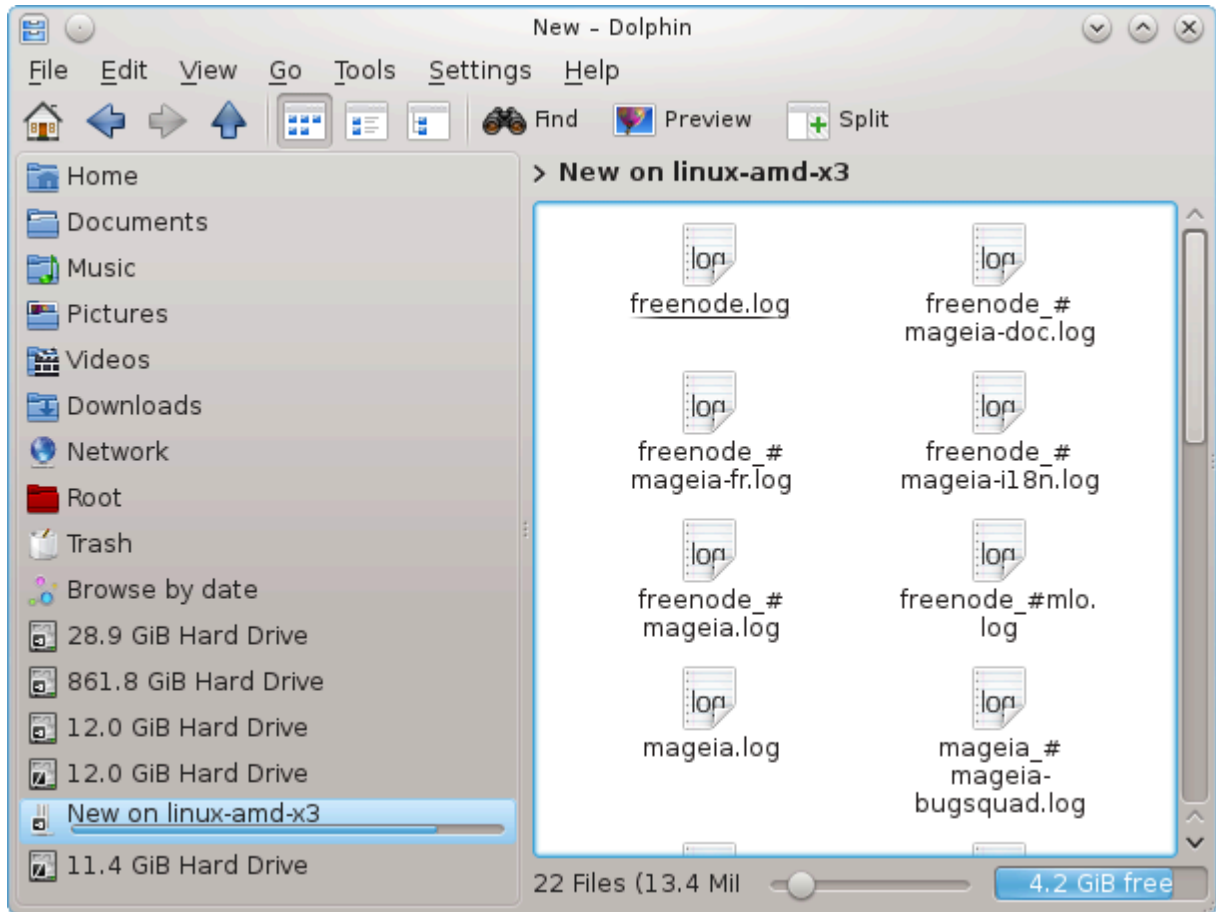 New – Dolphin
File Edit View Go Tools Settings Help
Find Preview Split
Home
Documents
Music
Pictures
Videos
Downloads
Network
Root
Trash
Browse by date
28.9 GiB Hard Drive
861.8 GiB Hard Drive
12.0 GiB Hard Drive
12.0 GiB Hard Drive
New on linux-amd-x3
11.4 GiB Hard Drive
> New on linux-amd-x3
log
freenode.log
log
freenode_#
mageia-doc.log
log
freenode_#
mageia-fr.log
log
freenode_#
mageia-i18n.log
log
freenode_#
mageia.log
log
freenode_#mlo.
log
log
mageia.log
log
mageia_#
mageia-
bugsquad.log
22 Files (13.4 Mil
4.2 GiB free